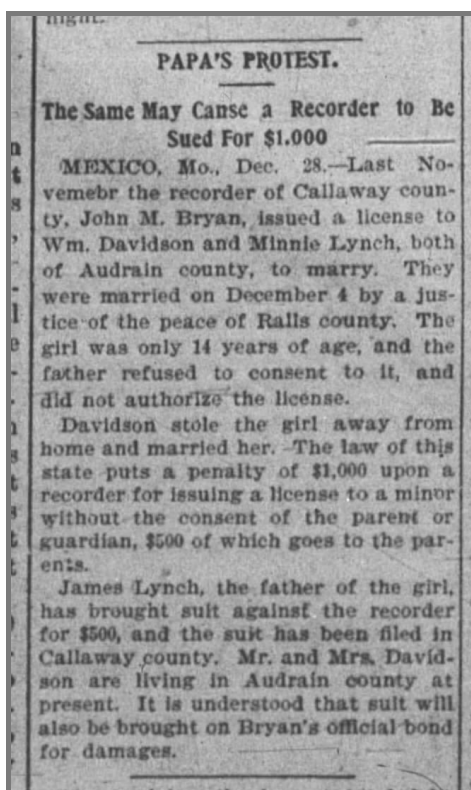 night.
PAPA'S PROTEST.
The Same May Canse a Recorder to Be
Sued For $1.000
MEXICO, Mo., Dec. 28.—Last No-
vemebr the recorder of Callaway coun-
ty, John M. Bryan, issued a license to
Wm. Davidson and Minnie Lynch, both
of Audrain county, to marry. They
were married on December 4 by a jus-
tice of the peace of Ralls county. The
girl was only 14 years of age, and the
father refused to consent to it, and
did not authorize the license.
Davidson stole the girl away from
home and married her. The law of this
state puts a penalty of $1,000 upon a
recorder for issuing a license to a minor
without the consent of the parent or
guardian, $500 of which goes to the par-
ents.
James Lynch, the father of the girl,
has brought suit against the recorder
for $500, and the suit has been filed in
Callaway county. Mr. and Mrs. David-
son are living in Audrain county at
present. It is understood that suit will
also be brought on Bryan's official bond
for damages.